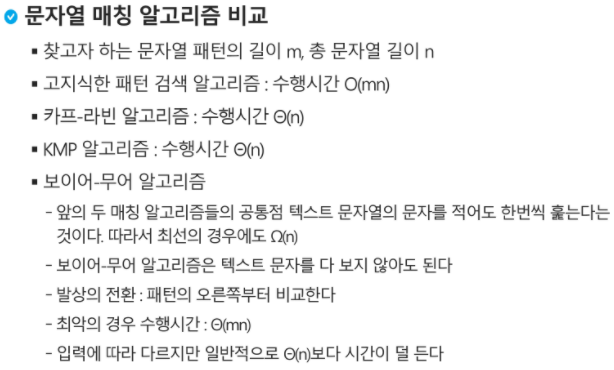 문자열 매칭 알고리즘 비교
▪ 찾고자 하는 문자열 패턴의 길이 m, 총 문자열 길이 n
▪ 고지식한 패턴 검색 알고리즘 : 수행시간 O(mn)
▪ 카프-라빈 알고리즘 : 수행시간 Θ(n)
▪ KMP 알고리즘 : 수행시간 Θ(n)
▪ 보이어-무어 알고리즘
- 앞의 두 매칭 알고리즘들의 공통점 텍스트 문자열의 문자를 적어도 한번씩 훑는다는
것이다. 따라서 최선의 경우에도 Ω(n)
- 보이어-무어 알고리즘은 텍스트 문자를 다 보지 않아도 된다
- 발상의 전환 : 패턴의 오른쪽부터 비교한다
- 최악의 경우 수행시간 : Θ(mn)
- 입력에 따라 다르지만 일반적으로 Θ(n)보다 시간이 덜 든다